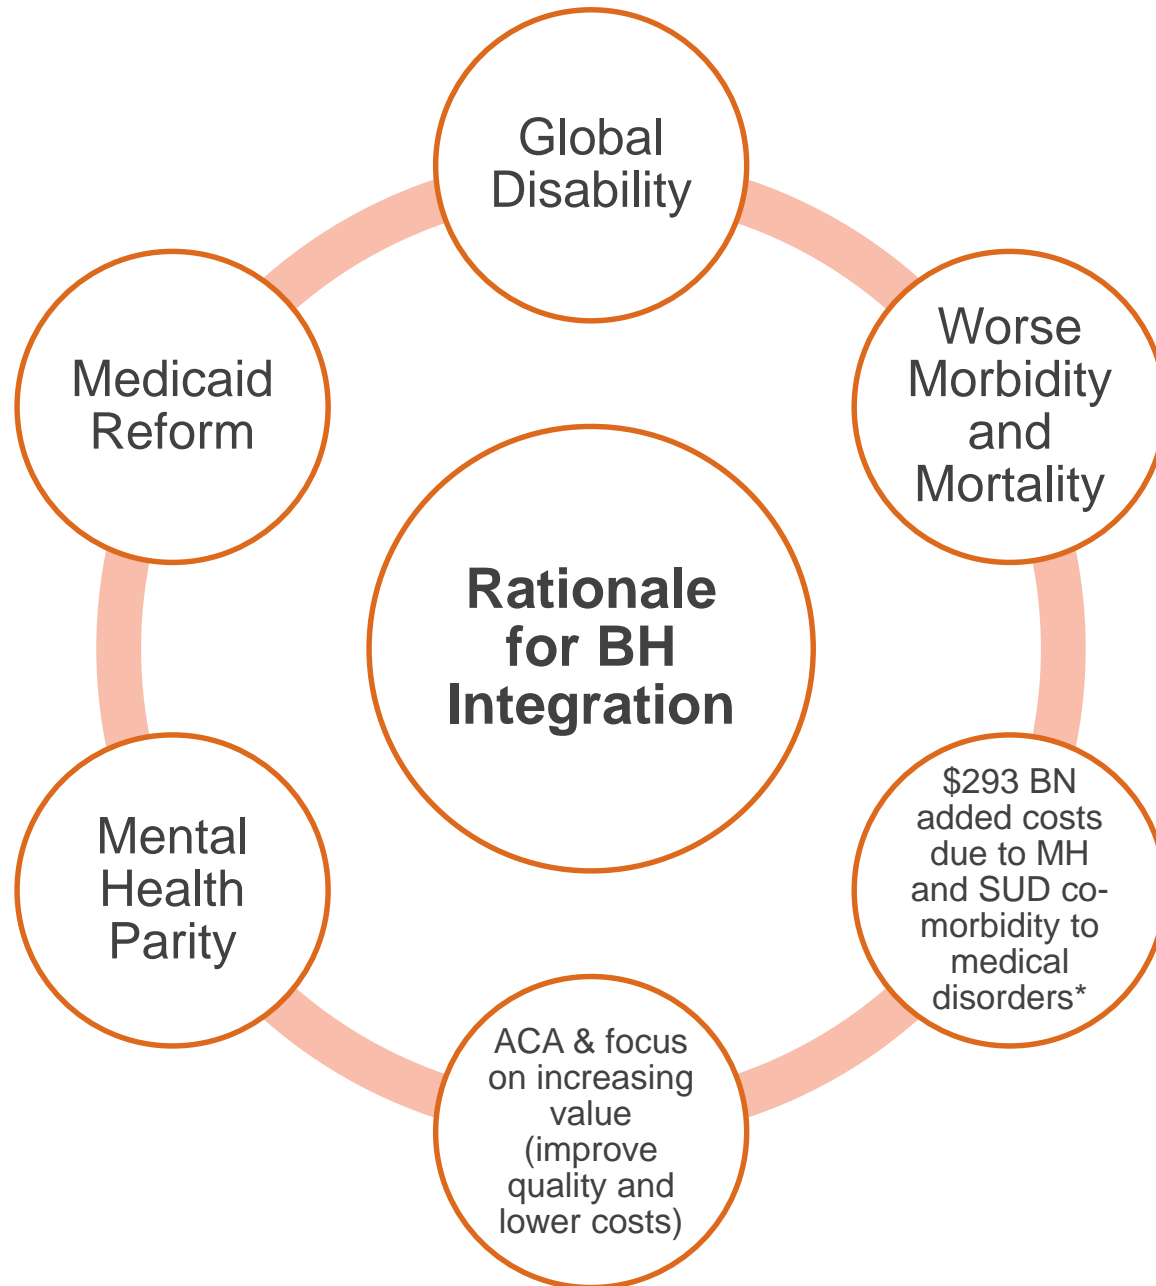 Global
Disability
Worse
Morbidity
and
Mortality
$293 BN
added costs
due to MH
and SUD co-
morbidity to
medical
disorders*
ACA & focus
on increasing
value
(improve
quality and
lower costs)
Mental
Health
Parity
Medicaid
Reform
Rationale
for BH
Integration